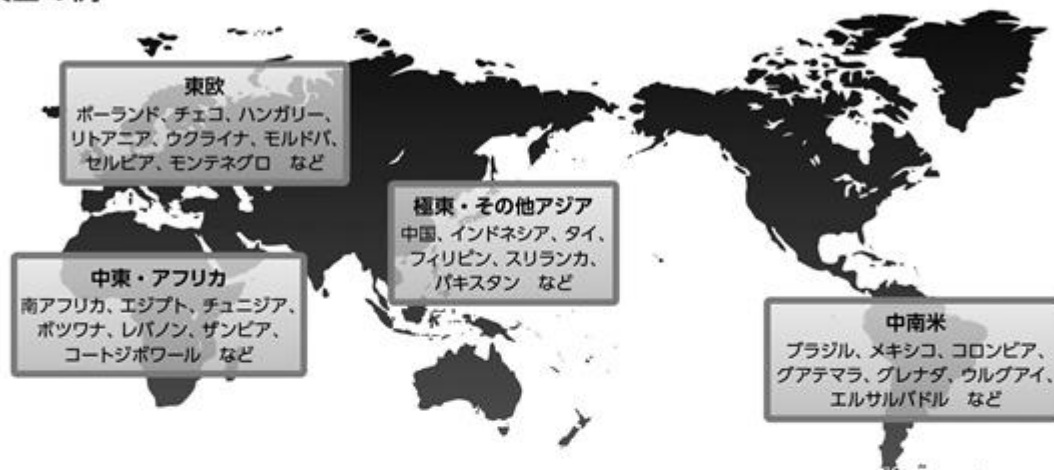 東欧
ポーランド、チェコ、ハンガリー、
リトアニア、ウクライナ、モルドバ、
セルビア、モンテネグロ　など
極東・その他アジア
中国、インドネシア、タイ、
フィリピン、スリランカ、
パキスタン　など
中東・アフリカ
南アフリカ、エジプト、チュニジア、
ボツワナ、レバノン、ザンビア、
コートジボワール　など
中南米
ブラジル、メキシコ、コロンビア、
グアテマラ、グレナダ、ウルグアイ、
エルサルバドル　など